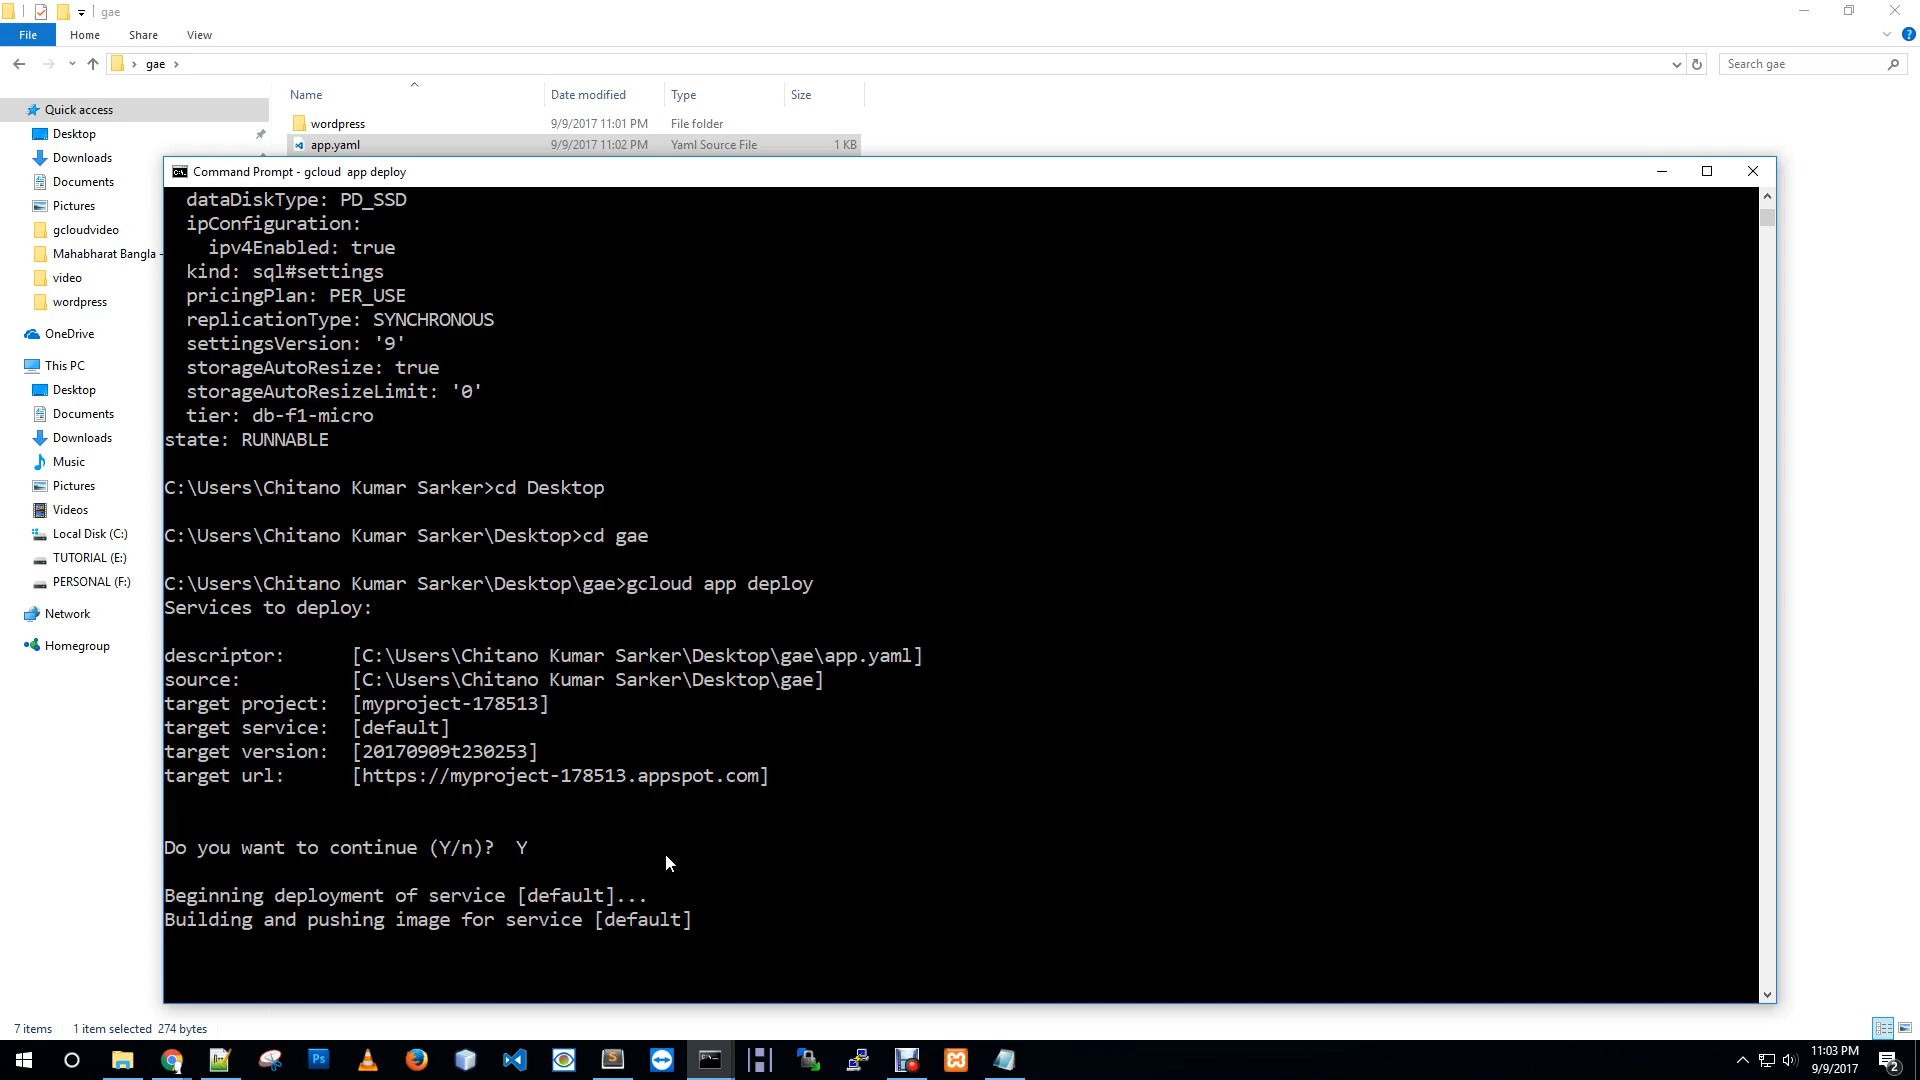 gae
File Home Share View
gae
Search gae
Name Date modified Type Size
wordpress 9/9/2017 11:01 PM File folder
app.yaml 9/9/2017 11:02 PM Yaml Source File 1 KB
Quick access
Desktop
Downloads
Documents
Pictures
gcloudvideo
Mahabharat Bangla -
video
wordpress
OneDrive
This PC
Desktop
Documents
Downloads
Music
Pictures
Videos
Local Disk (C:)
TUTORIAL (E:)
PERSONAL (F:)
Network
Homegroup
Command Prompt - gcloud  app deploy
dataDiskType: PD_SSD
ipConfiguration:
ipv4Enabled: true
kind: sql#settings
pricingPlan: PER_USE
replicationType: SYNCHRONOUS
settingsVersion: '9'
storageAutoResize: true
storageAutoResizeLimit: '0'
tier: db-f1-micro
state: RUNNABLE
C:\Users\Chitano Kumar Sarker>cd Desktop
C:\Users\Chitano Kumar Sarker\Desktop>cd gae
C:\Users\Chitano Kumar Sarker\Desktop\gae>gcloud app deploy
Services to deploy:
descriptor:      [C:\Users\Chitano Kumar Sarker\Desktop\gae\app.yaml]
source:          [C:\Users\Chitano Kumar Sarker\Desktop\gae]
target project:  [myproject-178513]
target service:  [default]
target version:  [20170909t230253]
target url:      [https://myproject-178513.appspot.com]
Do you want to continue (Y/n)?  Y
Beginning deployment of service [default]...
Building and pushing image for service [default]
7 items 1 item selected 274 bytes
Ps
11:03 PM
9/9/2017
2